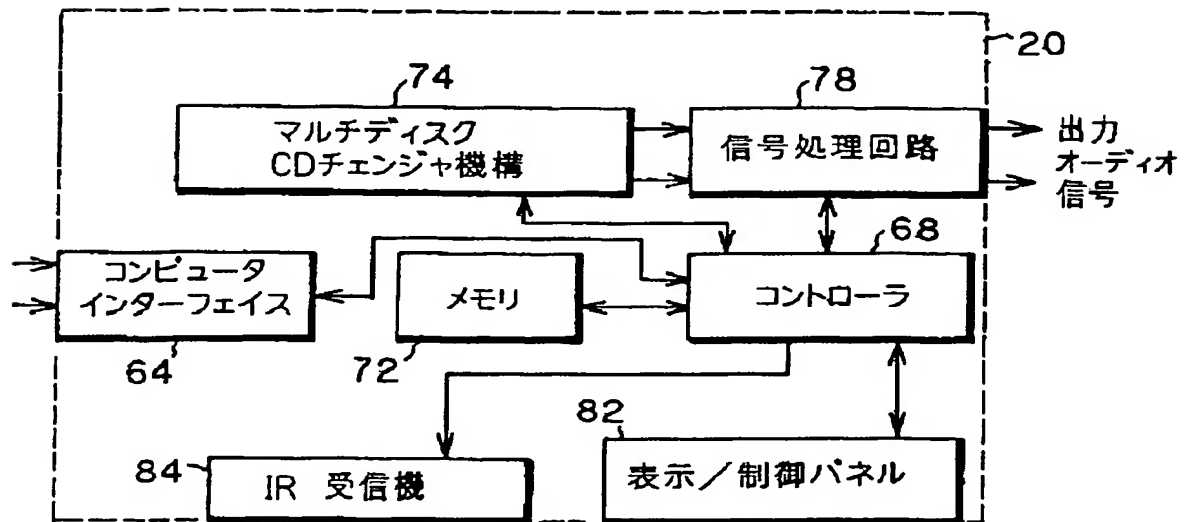 20
74
78
マルチディスク
CDチェンジャ機構
信号処理回路
出力
オーディオ
信号
68
コンピュータ
インターフェイス
メモリ
コントローラ
64
72
82
84
IR 受信機
表示/制御パネル